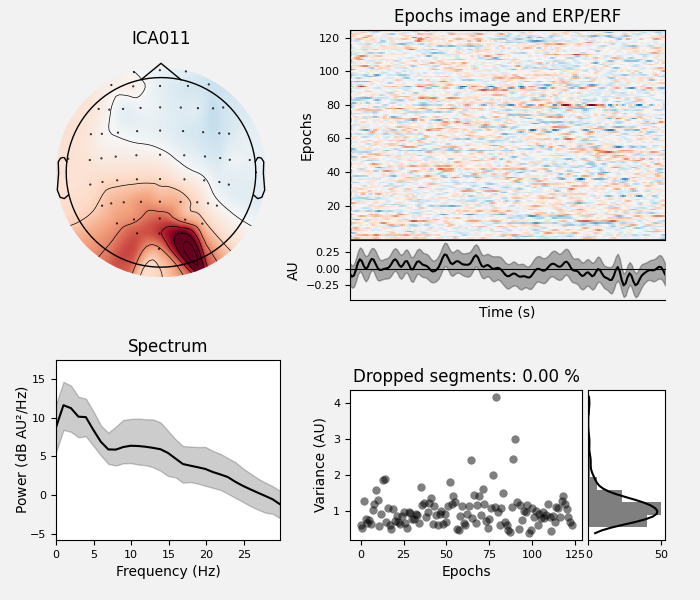 ICA011
Epochs image and ERP/ERF
Epochs
120
100
80
60
40
20
AU
0.25
0.00
−0.25
Time (s)
Spectrum
Power (dB AU²/Hz)
15
10
5
0
−5
0 5 10 15 20 25
Frequency (Hz)
Dropped segments: 0.00 %
Variance (AU)
4
3
2
1
0 25 50 75 100 125
Epochs
0 50